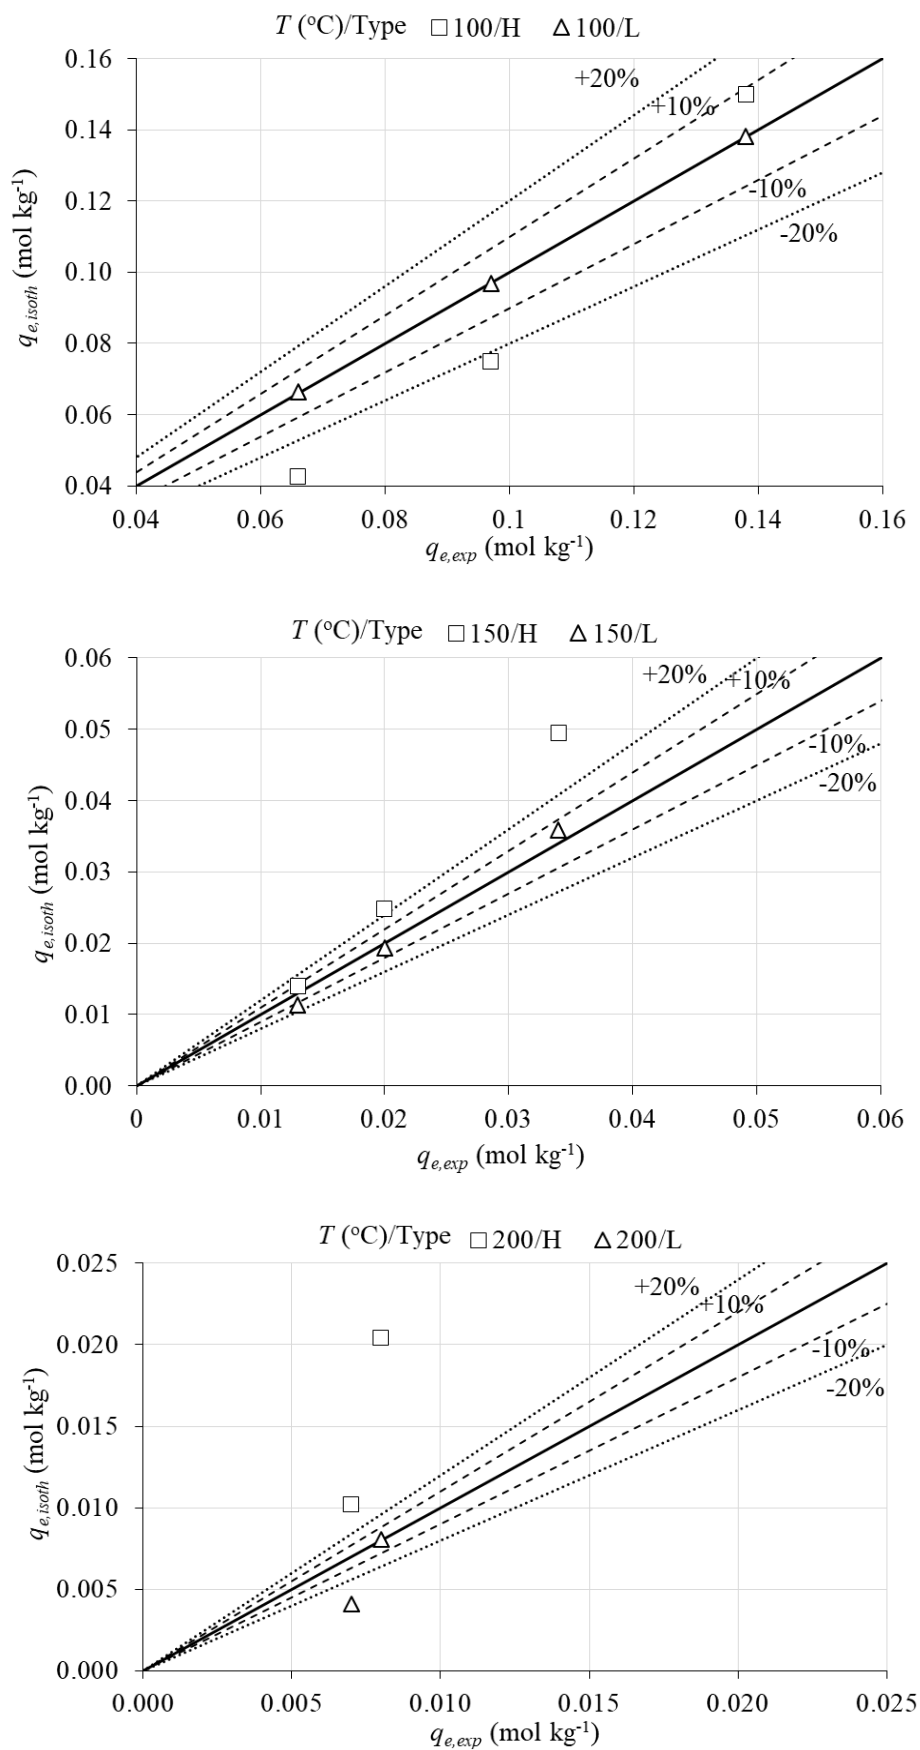 T (°C)/Type 100/H 100/L
0.16
+20%
+10%
0.14
-10%
0.12
-20%
0.10
0.08
0.06
0.04
q e,isoth (mol kg-1)
0.04 0.06 0.08 0.1 0.12 0.14 0.16
q e,exp (mol kg-1)
T (°C)/Type 150/H 150/L
0.06
+20% +10%
0.05
-10%
-20%
0.04
0.03
0.02
0.01
0.00
q e,isoth (mol kg-1)
0 0.01 0.02 0.03 0.04 0.05 0.06
q e,exp (mol kg-1)
T (°C)/Type 200/H 200/L
0.025
+20%
+10%
0.020
-10%
-20%
0.015
0.010
0.005
0.000
q e,isoth (mol kg-1)
0.000 0.005 0.010 0.015 0.020 0.025
q e,exp (mol kg-1)